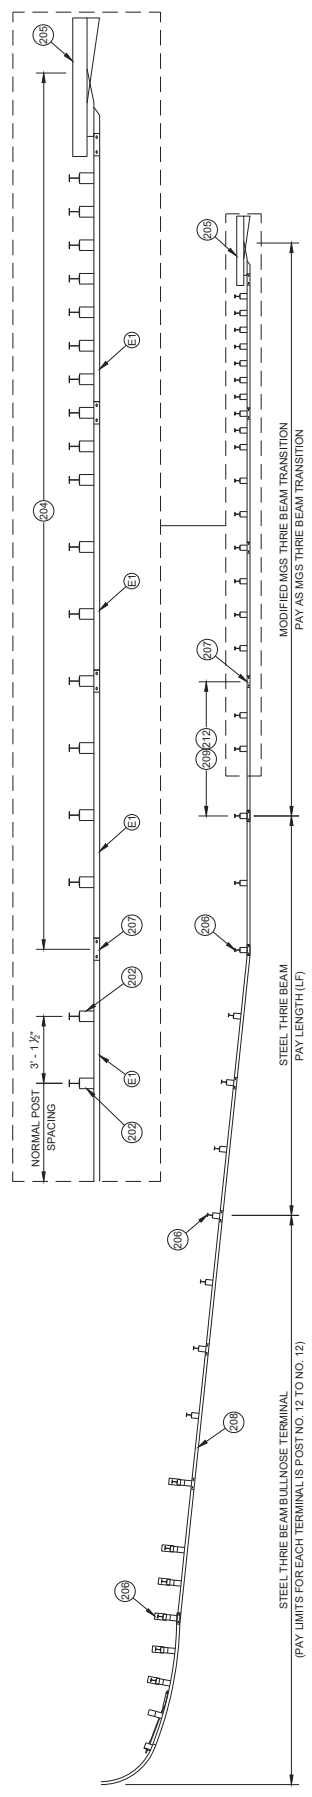 205
204
E1
E1
E1
207
202
3' - 1 ½"
202
E1
NORMAL POST
SPACING
205
MODIFIED MGS THRIE BEAM TRANSITION
PAY AS MGS THRIE BEAM TRANSITION
207
209 212
206
STEEL THRIE BEAM
PAY LENGTH (LF)
206
208
206
STEEL THRIE BEAM BULLNOSE TERMINAL
(PAY LIMITS FOR EACH TERMINAL IS POST NO. 12 TO NO. 12)